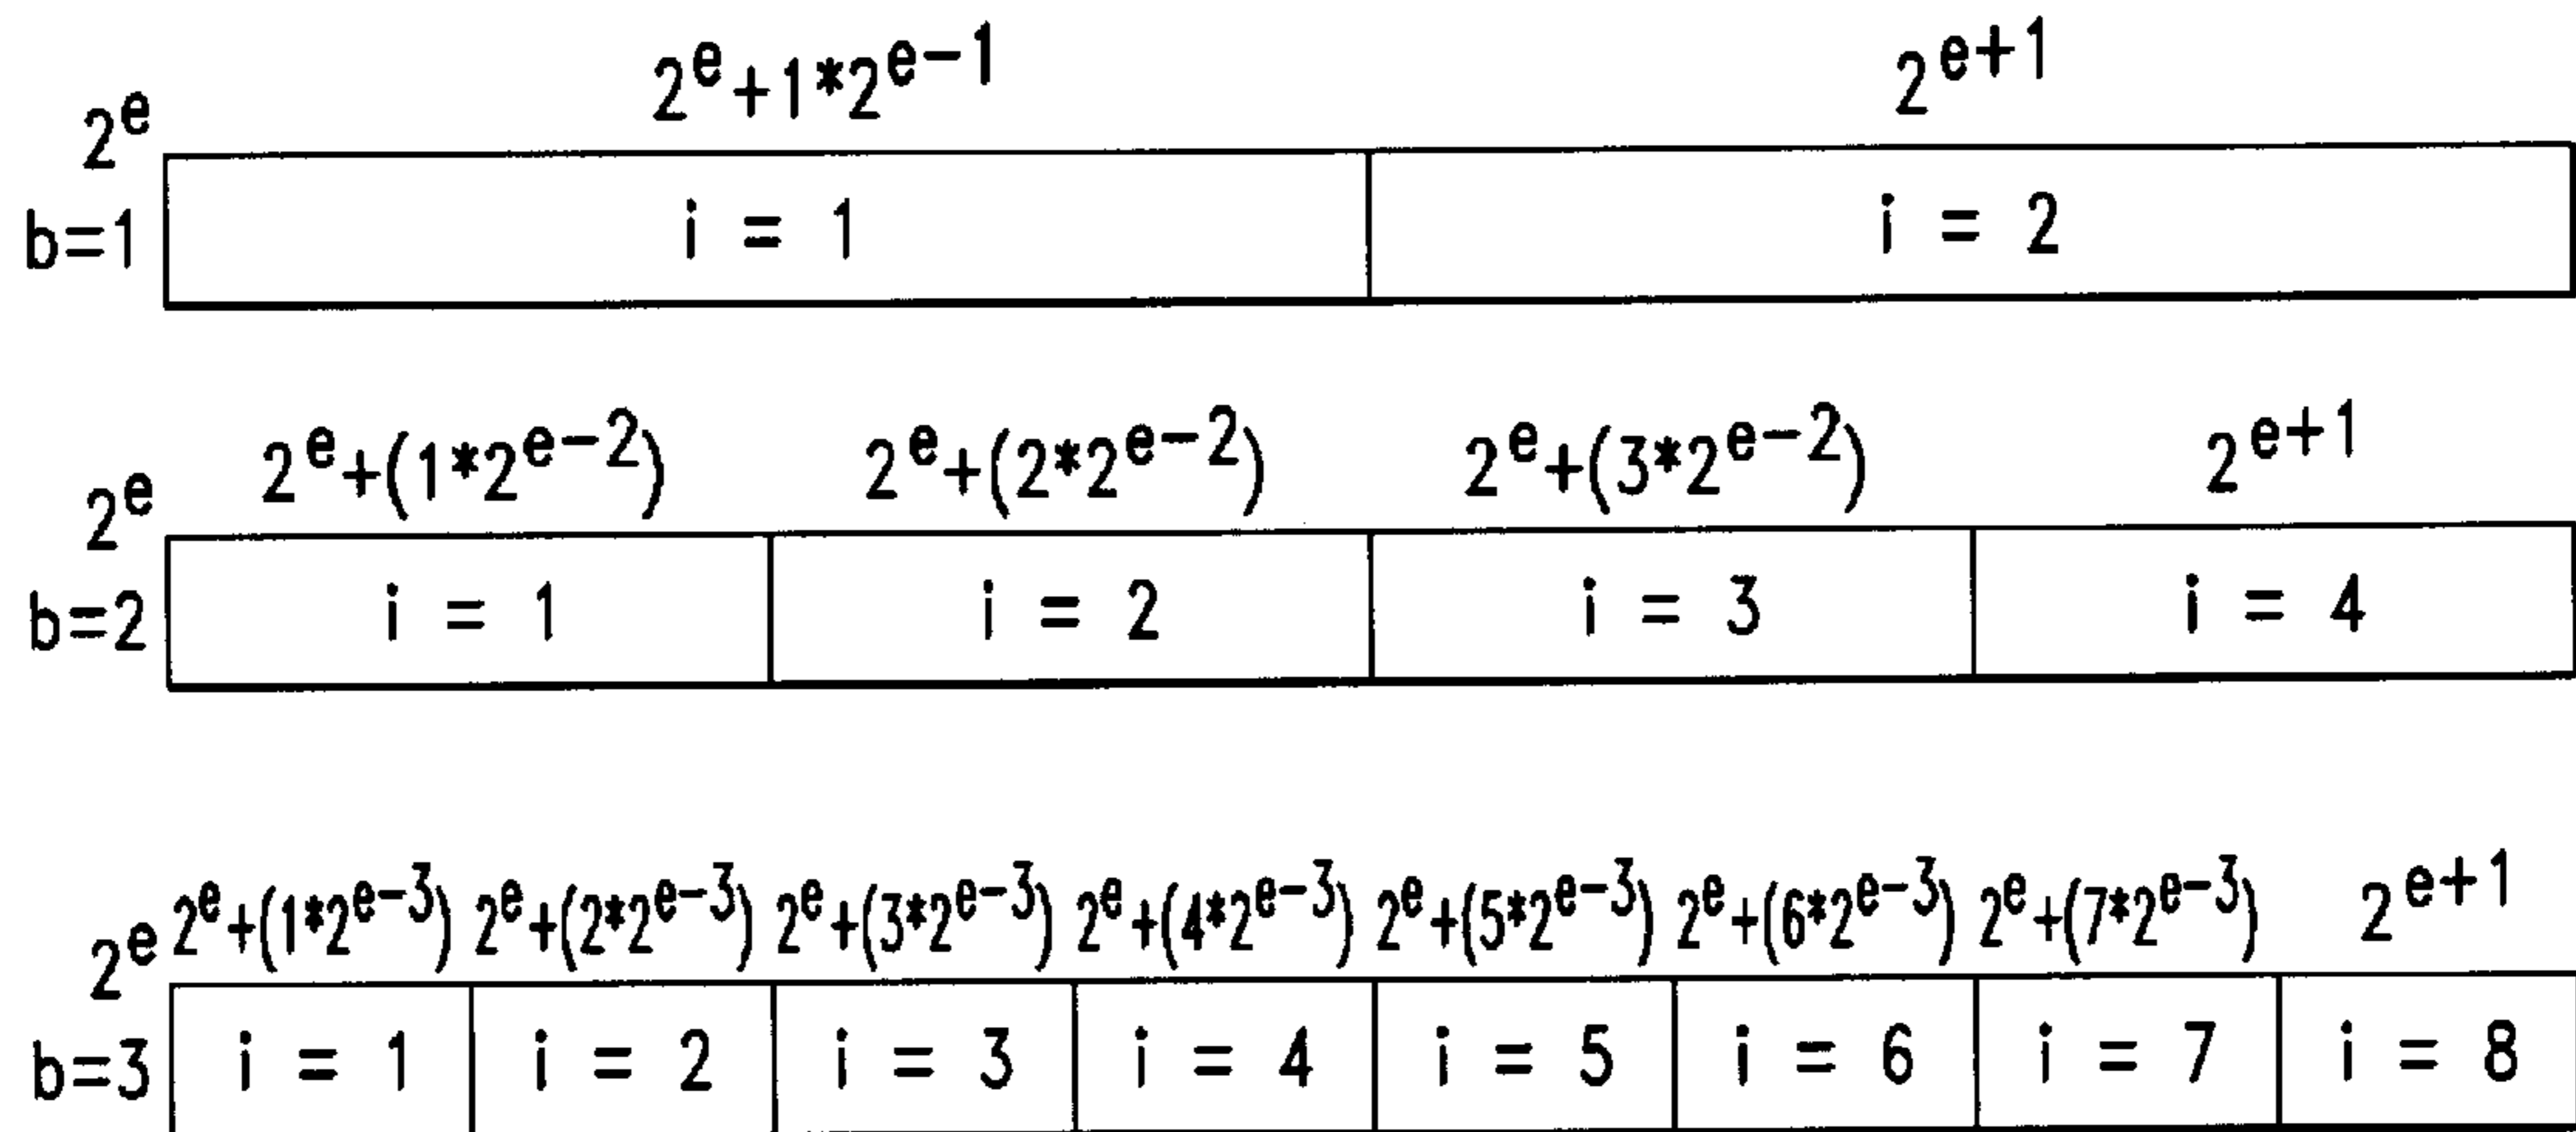 2^e 2^e+1*2^e-1 2^e+1
b=1 i = 1 i = 2
2^e 2^e+(1*2^e-2) 2^e+(2*2^e-2) 2^e+(3*2^e-2) 2^e+1
b=2 i = 1 i = 2 i = 3 i = 4
2^e 2^e+(1*2^e-3) 2^e+(2*2^e-3) 2^e+(3*2^e-3) 2^e+(4*2^e-3) 2^e+(5*2^e-3) 2^e+(6*2^e-3) 2^e+(7*2^e-3) 2^e+1
b=3 i = 1 i = 2 i = 3 i = 4 i = 5 i = 6 i = 7 i = 8